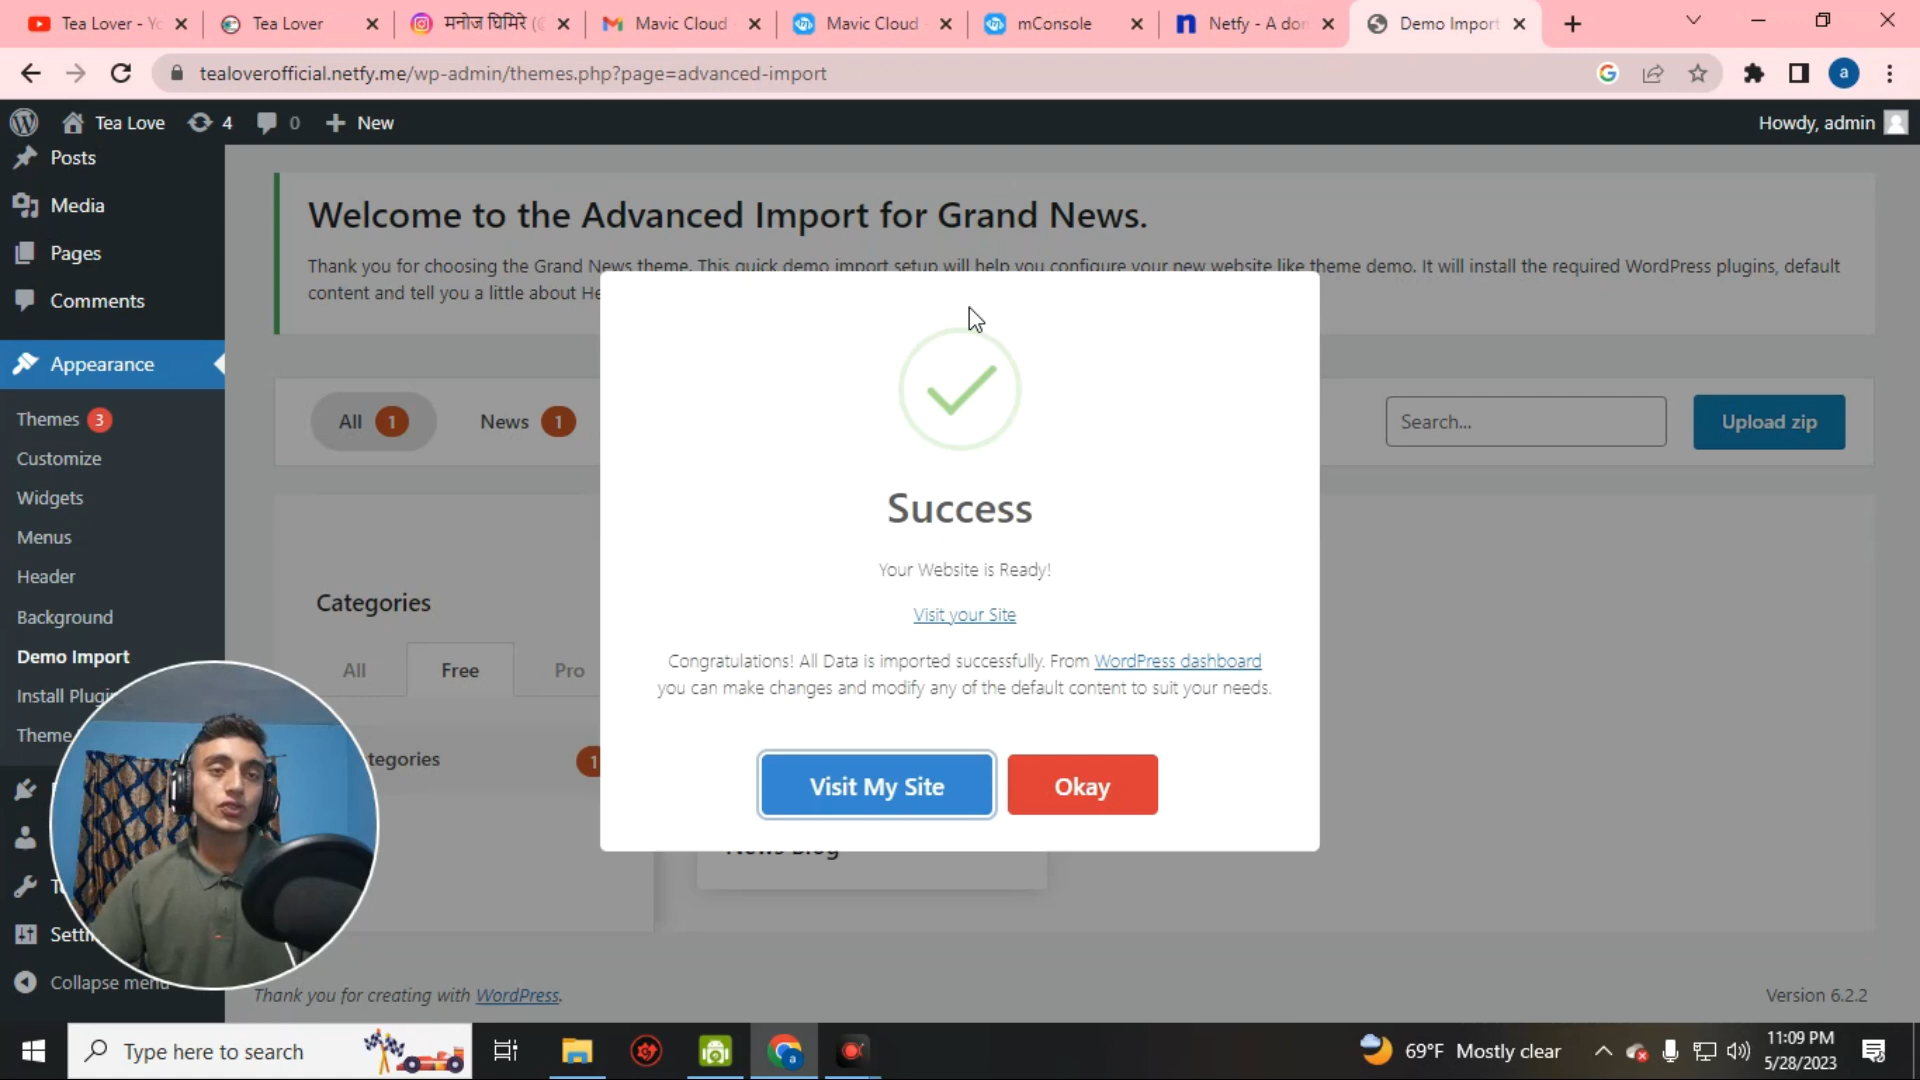 Tea Lover - Yo
Tea Lover
मनोज घिमिरे (@
Mavic Cloud -
Mavic Cloud -
mConsole
Netfy - A dom
Demo Import
tealoverofficial.netfy.me/wp-admin/themes.php?page=advanced-import
a
Tea Love
4
0
New
Howdy, admin
Posts
Media
Pages
Comments
Appearance
Themes 3
Customize
Widgets
Menus
Header
Background
Demo Import
Install Plugi
Theme
Setti
Collapse menu
Welcome to the Advanced Import for Grand News.
Thank you for choosing the Grand News theme. This quick demo import setup will help you configure your new website like theme demo. It will install the required WordPress plugins, default
content and tell you a little about He
All 1
News 1
Search...
Upload zip
Categories
All
Free
Pro
tegories
1
News Blog
Success
Your Website is Ready!
Visit your Site
Congratulations! All Data is imported successfully. From WordPress dashboard
you can make changes and modify any of the default content to suit your needs.
Visit My Site
Okay
Thank you for creating with WordPress.
Version 6.2.2
Type here to search
a
69°F Mostly clear
11:09 PM
5/28/2023